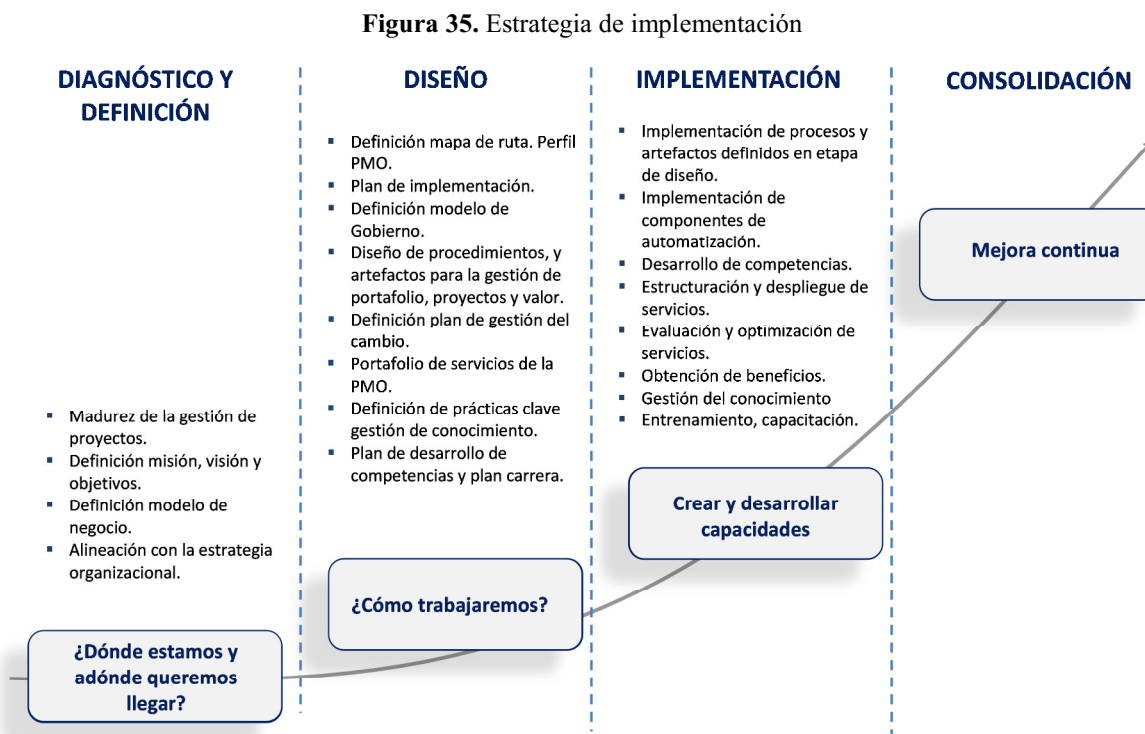 Figura 35. Estrategia de implementación
DIAGNÓSTICO Y
DEFINICIÓN
▪ Madurez de la gestión de
proyectos.
▪ Definición misión, visión y
objetivos.
▪ Definición modelo de
negocio.
▪ Alineación con la estrategia
organizacional.
¿Dónde estamos y
adónde queremos
llegar?
DISEÑO
▪ Definición mapa de ruta. Perfil
PMO.
▪ Plan de implementación.
▪ Definición modelo de
Gobierno.
▪ Diseño de procedimientos, y
artefactos para la gestión de
portafolio, proyectos y valor.
▪ Definición plan de gestión del
cambio.
▪ Portafolio de servicios de la
PMO.
▪ Definición de prácticas clave
gestión de conocimiento.
▪ Plan de desarrollo de
competencias y plan carrera.
¿Cómo trabajaremos?
IMPLEMENTACIÓN
▪ Implementación de procesos y
artefactos definidos en etapa
de diseño.
▪ Implementación de
componentes de
automatización.
▪ Desarrollo de competencias.
▪ Estructuración y despliegue de
servicios.
▪ Evaluación y optimización de
servicios.
▪ Obtención de beneficios.
▪ Gestión del conocimiento
▪ Entrenamiento, capacitación.
Crear y desarrollar
capacidades
CONSOLIDACIÓN
Mejora continua